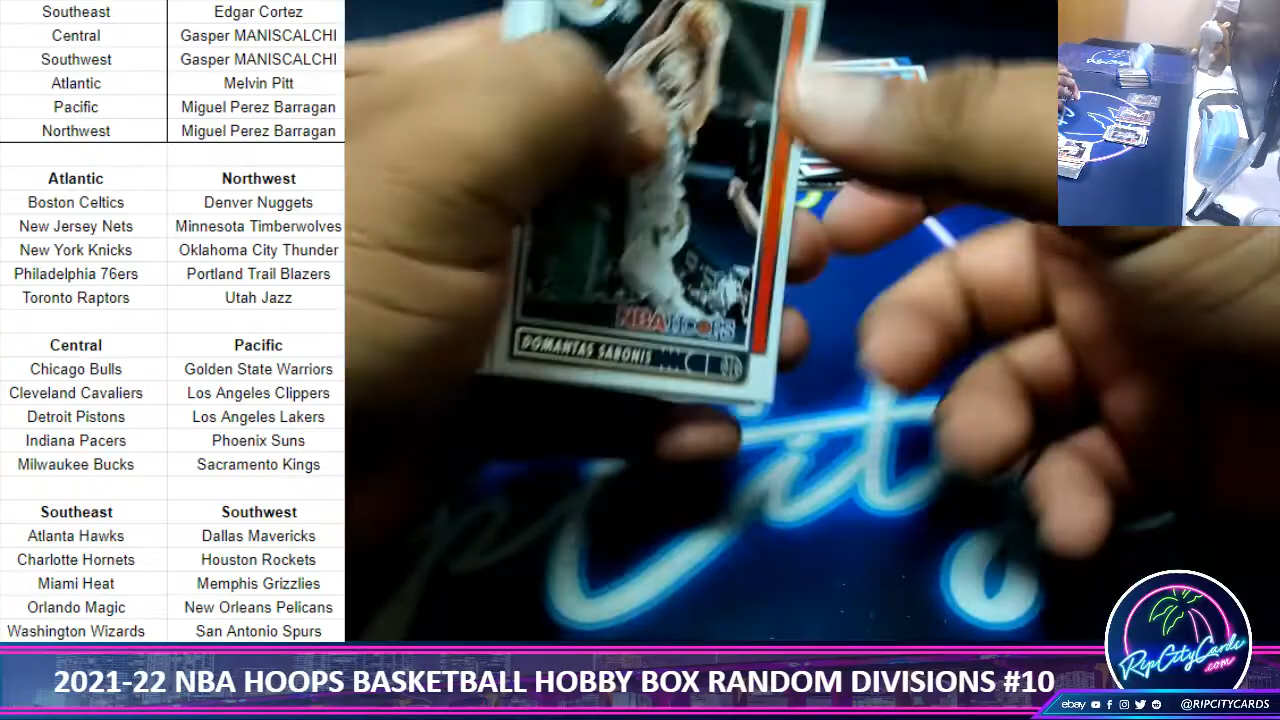 Southeast Edgar Cortez
Central Gasper MANISCALCHI
Southwest Gasper MANISCALCHI
Atlantic Melvin Pitt
Pacific Miguel Perez Barragan
Northwest Miguel Perez Barragan
Atlantic Northwest
Boston Celtics Denver Nuggets
New Jersey Nets Minnesota Timberwolves
New York Knicks Oklahoma City Thunder
Philadelphia 76ers Portland Trail Blazers
Toronto Raptors Utah Jazz
Central Pacific
Chicago Bulls Golden State Warriors
Cleveland Cavaliers Los Angeles Clippers
Detroit Pistons Los Angeles Lakers
Indiana Pacers Phoenix Suns
Milwaukee Bucks Sacramento Kings
Southeast Southwest
Atlanta Hawks Dallas Mavericks
Charlotte Hornets Houston Rockets
Miami Heat Memphis Grizzlies
Orlando Magic New Orleans Pelicans
Washington Wizards San Antonio Spurs
NBA HOOPS
DOMANTAS SABONIS
City
RipCityCards
.com
2021-22 NBA HOOPS BASKETBALL HOBBY BOX RANDOM DIVISIONS #10
ebay @RIPCITYCARDS